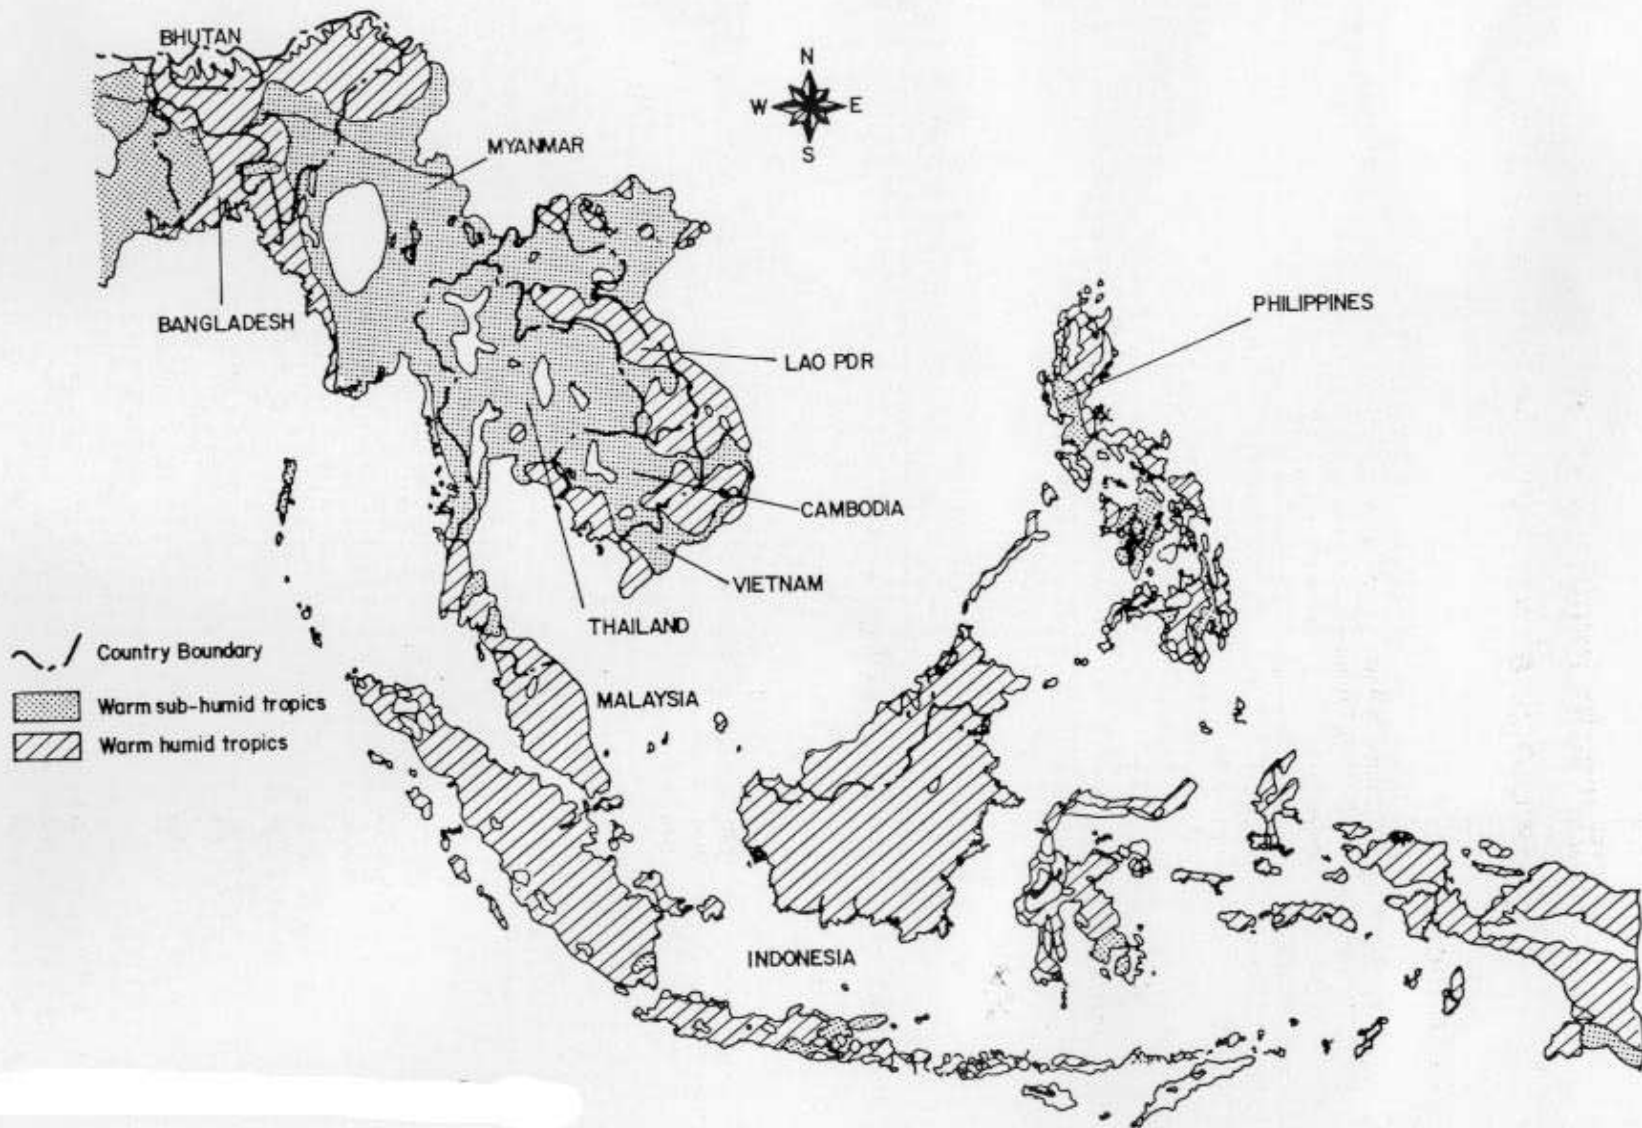 BHUTAN
N
W E
S
MYANMAR
BANGLADESH
PHILIPPINES
LAO PDR
CAMBODIA
VIETNAM
THAILAND
Country Boundary
MALAYSIA
Warm sub-humid tropics
Warm humid tropics
INDONESIA